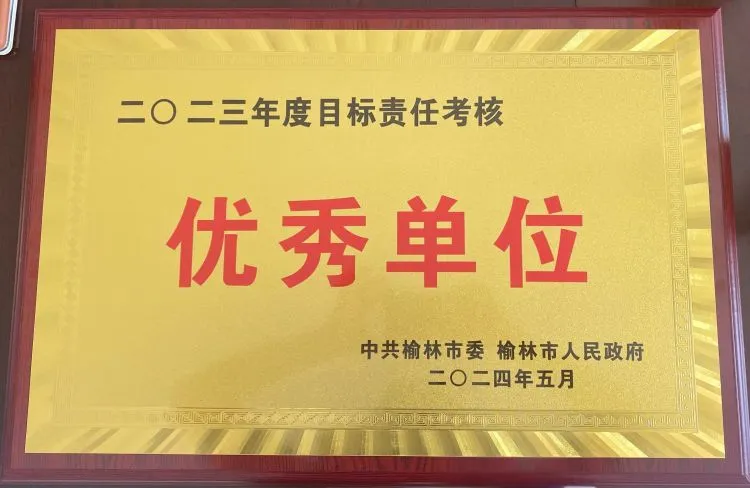 二〇二三年度目标责任考核
优秀单位
中共榆林市委 榆林市人民政府
二〇二四年五月